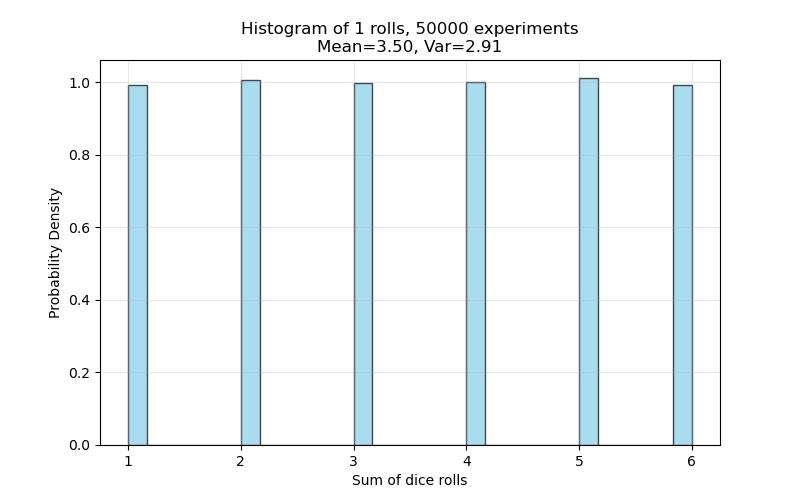 Histogram of 1 rolls, 50000 experiments
Mean=3.50, Var=2.91
Probability Density
1.0
0.8
0.6
0.4
0.2
0.0
1 2 3 4 5 6
Sum of dice rolls